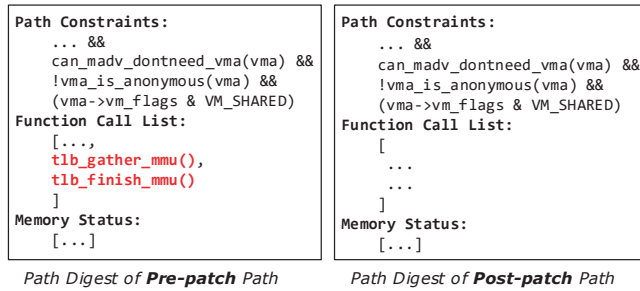 Path Constraints:
... &&
can_madv_dontneed_vma(vma) &&
!vma_is_anonymous(vma) &&
(vma->vm_flags & VM_SHARED)
Function Call List:
[...,
tlb_gather_mmu(),
tlb_finish_mmu()
]
Memory Status:
[...]
Path Digest of Pre-patch Path
Path Constraints:
... &&
can_madv_dontneed_vma(vma) &&
!vma_is_anonymous(vma) &&
(vma->vm_flags & VM_SHARED)
Function Call List:
[
...
...
]
Memory Status:
[...]
Path Digest of Post-patch Path